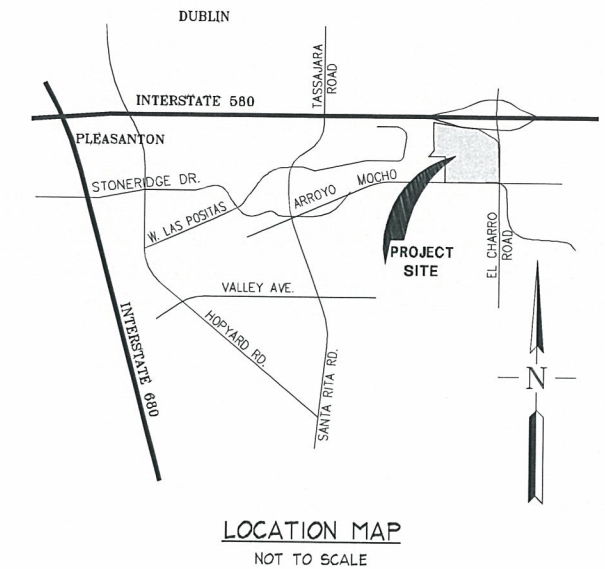 DUBLIN
TASSAJARA
ROAD
INTERSTATE 580
PLEASANTON
STONERIDGE DR.
W. LAS POSITAS
ARROYO MOCHO
PROJECT
SITE
EL CHARRO
ROAD
VALLEY AVE.
HOPYARD RD.
INTERSTATE 680
SANTA RITA RD.
N
LOCATION MAP
NOT TO SCALE